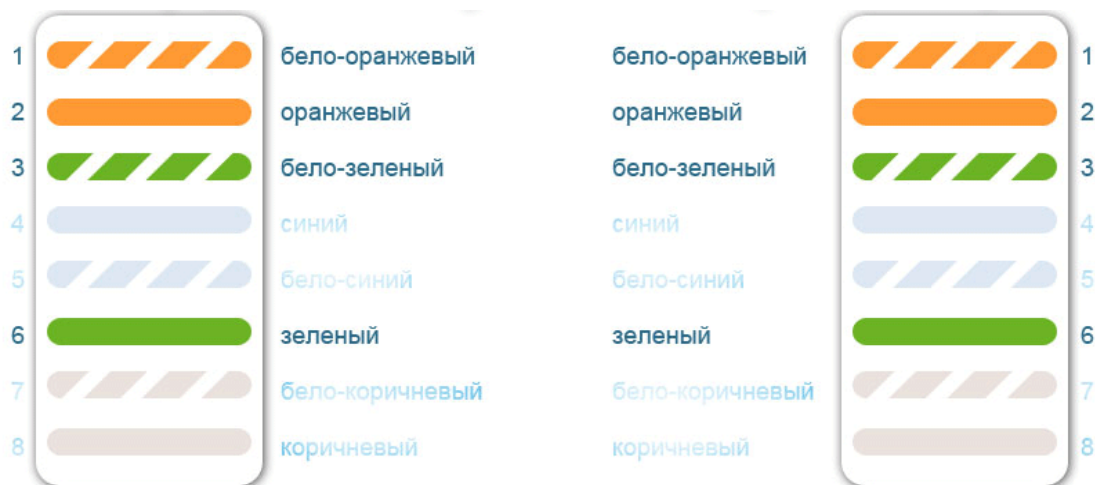 1 бело-оранжевый бело-оранжевый 1
2 оранжевый оранжевый 2
3 бело-зеленый бело-зеленый 3
4 синий синий 4
5 бело-синий бело-синий 5
6 зеленый зеленый 6
7 бело-коричневый бело-коричневый 7
8 коричневый коричневый 8